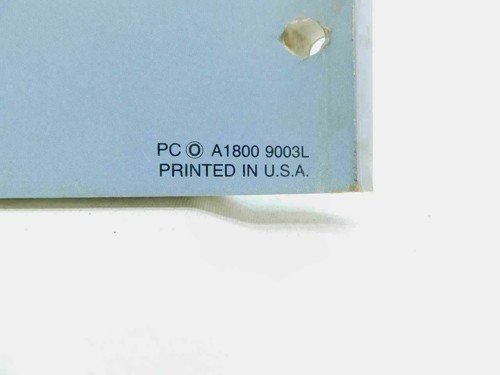 PC Ⓞ A1800 9003L
PRINTED IN U.S.A.